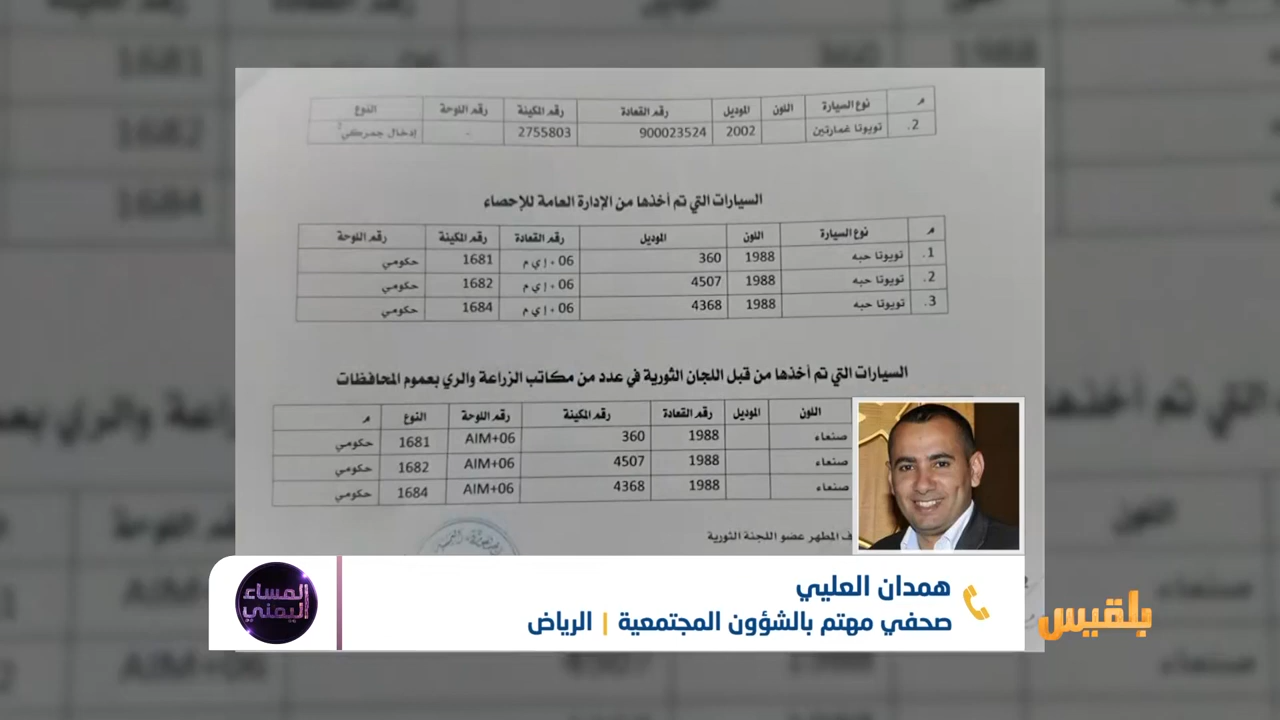 م نوع السيارة اللون الموديل رقم القعادة رقم المكينة رقم اللوحة النوع
2. تويوتا غمارتين 2002 900023524 2755803 - إدخال جمركي
السيارات التي تم أخذها من الإدارة العامة للإحصاء
م نوع السيارة اللون الموديل رقم القعادة رقم المكينة رقم اللوحة
1. تويوتا حبه 1988 360 06+إي م 1681 حكومي
2. تويوتا حبه 1988 4507 06+إي م 1682 حكومي
3. تويوتا حبه 1988 4368 06+إي م 1684 حكومي
السيارات التي تم أخذها من قبل اللجان الثورية في عدد من مكاتب الزراعة والري بعموم المحافظات
اللون الموديل رقم القعادة رقم المكينة رقم اللوحة النوع م
صنعاء 1988 360 AIM+06 1681 حكومي
صنعاء 1988 4507 AIM+06 1682 حكومي
صنعاء 1988 4368 AIM+06 1684 حكومي
المطهر عضو اللجنة الثورية
همدان العليي
صحفي مهتم بالشؤون المجتمعية | الرياض
المساء
اليمني
بلقيس